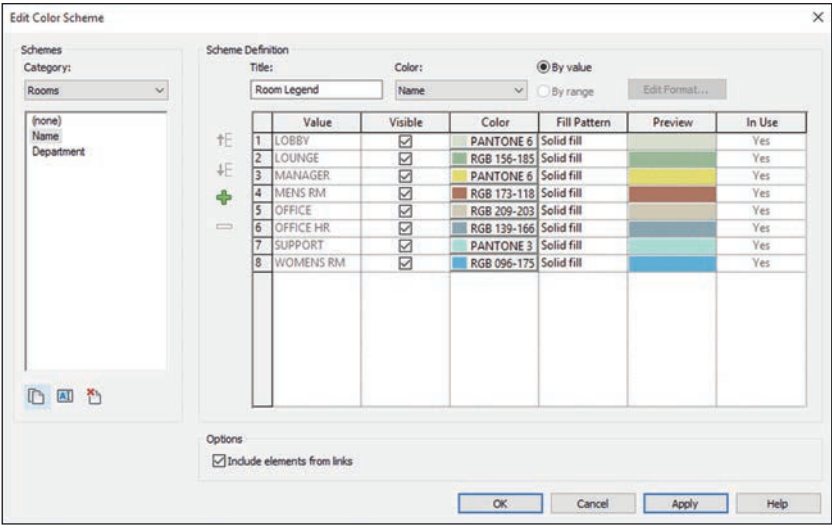 Edit Color Scheme
Schemes
Category:
Rooms
(none)
Name
Department
Scheme Definition
Title:
Color:
By value
Room Legend
Name
By range
Edit Format...
Value Visible Color Fill Pattern Preview In Use
1 LOBBY PANTONE 6 Solid fill Yes
2 LOUNGE RGB 156-185 Solid fill Yes
3 MANAGER PANTONE 6 Solid fill Yes
4 MENS RM RGB 173-118 Solid fill Yes
5 OFFICE RGB 209-203 Solid fill Yes
6 OFFICE HR RGB 139-166 Solid fill Yes
7 SUPPORT PANTONE 3 Solid fill Yes
8 WOMENS RM RGB 096-175 Solid fill Yes
Options
Include elements from links
OK Cancel Apply Help